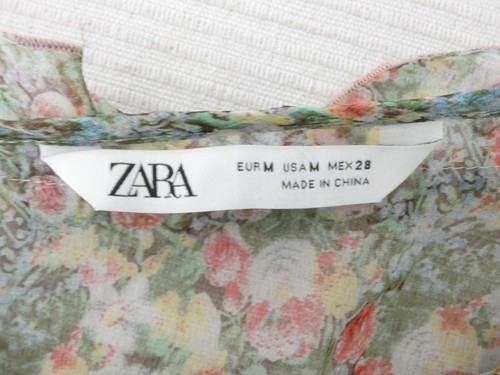 ZARA
EUR M USA M MEX 28
MADE IN CHINA